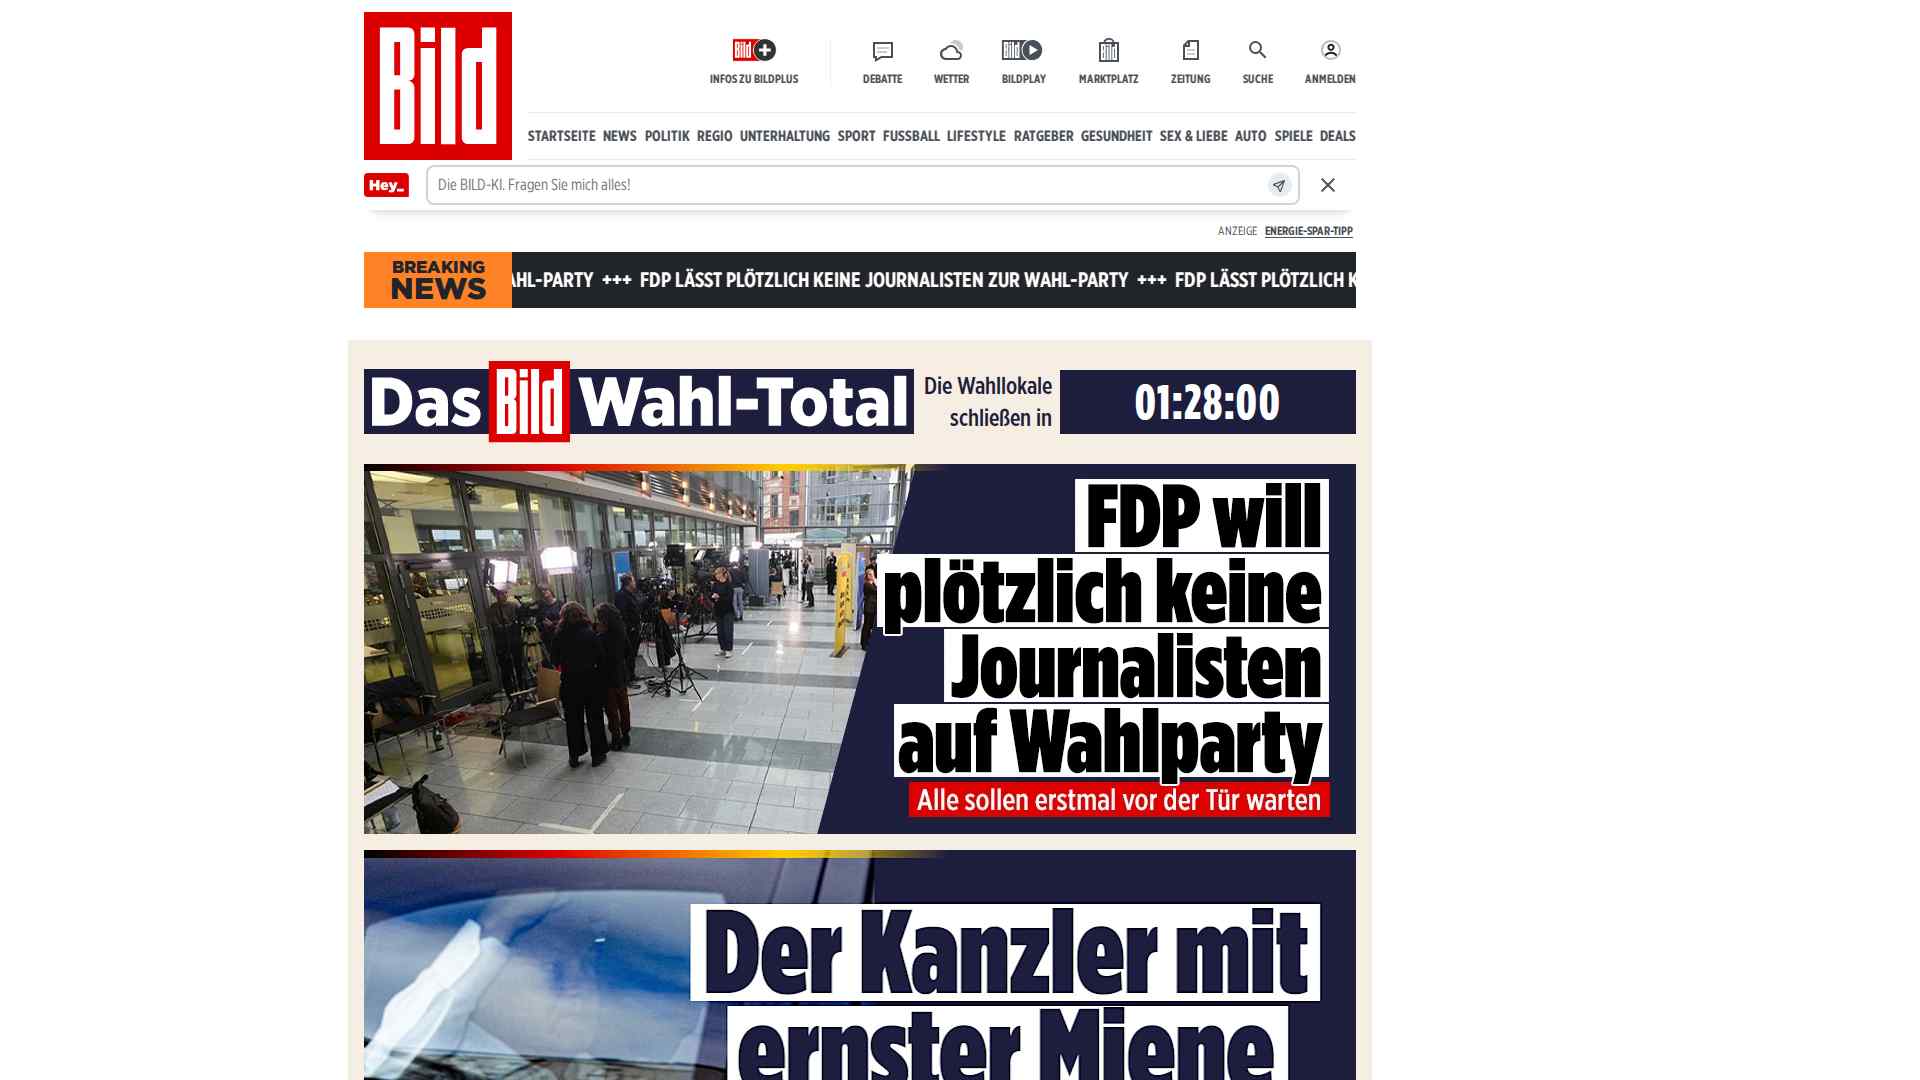 Bild
INFOS ZU BILDPLUS
DEBATTE
WETTER
BILDPLAY
MARKTPLATZ
ZEITUNG
SUCHE
ANMELDEN
STARTSEITE NEWS POLITIK REGIO UNTERHALTUNG SPORT FUSSBALL LIFESTYLE RATGEBER GESUNDHEIT SEX & LIEBE AUTO SPIELE DEALS
Hey_
Die BILD-KI. Fragen Sie mich alles!
ANZEIGE ENERGIE-SPAR-TIPP
BREAKING
NEWS
AHL-PARTY +++ FDP LÄSST PLÖTZLICH KEINE JOURNALISTEN ZUR WAHL-PARTY +++ FDP LÄSST PLÖTZLICH K
Das Bild Wahl-Total
Die Wahllokale
schließen in
01:28:00
FDP will
plötzlich keine
Journalisten
auf Wahlparty
Alle sollen erstmal vor der Tür warten
Der Kanzler mit
ernster Miene